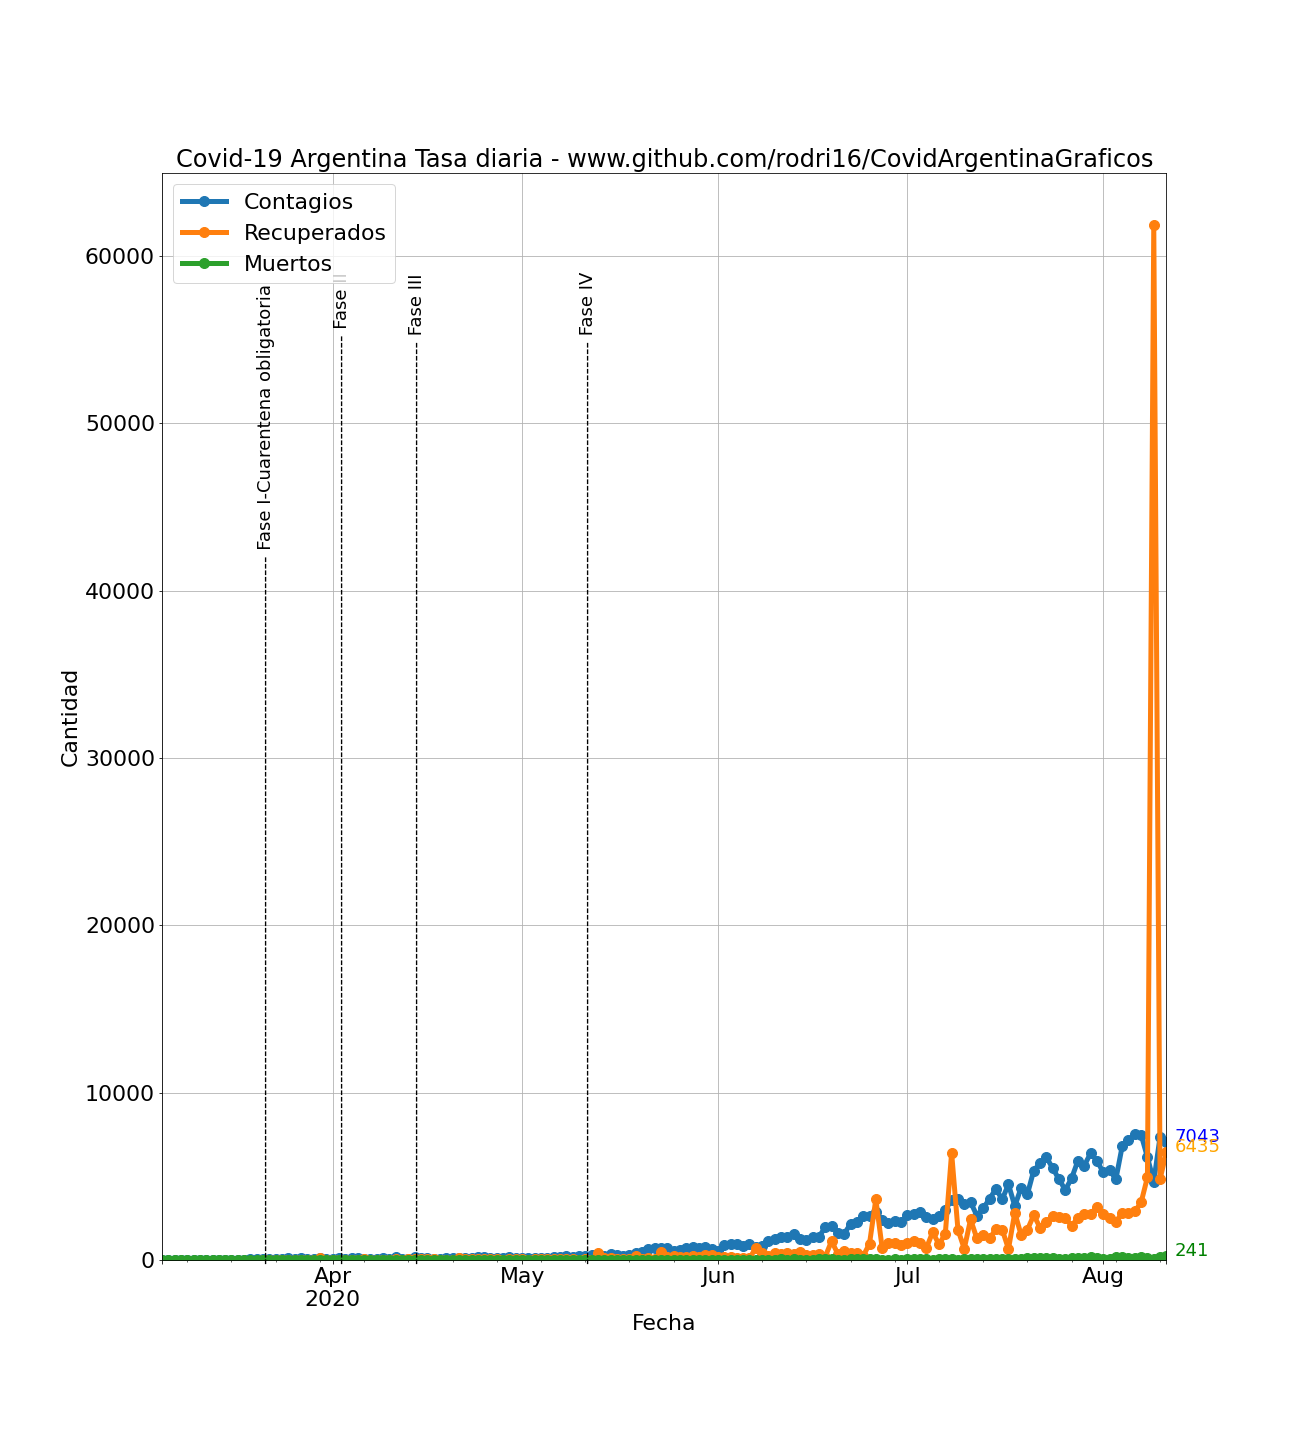 Covid-19 Argentina Tasa diaria - www.github.com/rodri16/CovidArgentinaGraficos
Contagios
Recuperados
Muertos
Fase I-Cuarentena obligatoria
Fase II
Fase III
Fase IV
60000
50000
40000
30000
20000
10000
0
Cantidad
7043
6435
241
Apr
2020
May
Jun
Jul
Aug
Fecha